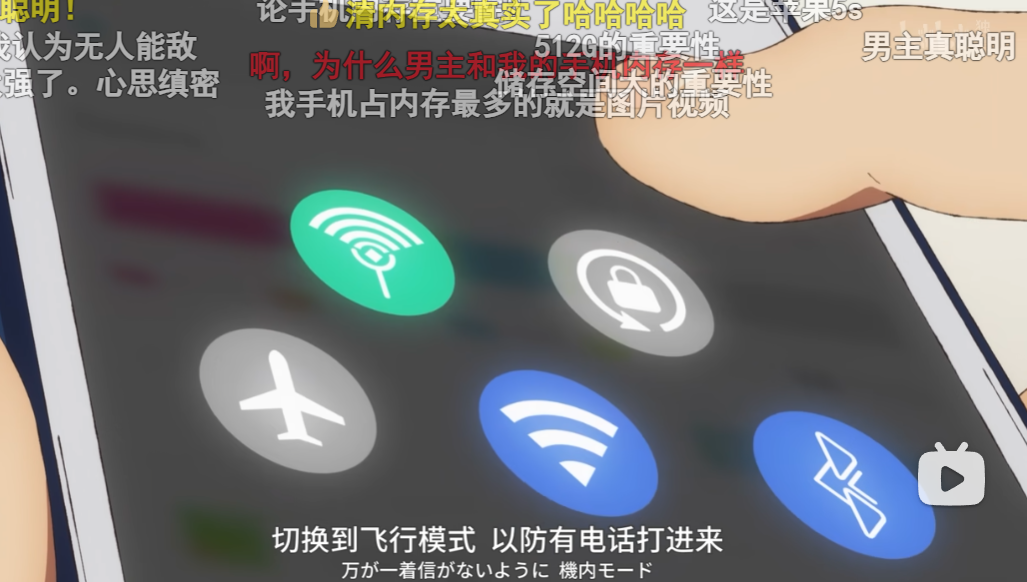 聪明！
论手机
清内存太真实了哈哈哈哈
这是苹果5s
我认为无人能敌
512G的重要性
男主真聪明
啊，为什么男主和我的手机内存一样
强了。心思缜密
储存空间大的重要性
我手机占内存最多的就是图片视频
切换到飞行模式 以防有电话打进来
万が一着信がないように 機内モード